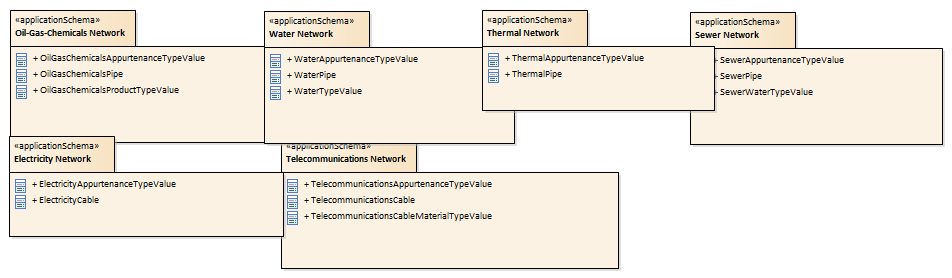 «applicationSchema»
Oil-Gas-Chemicals Network
+ OilGasChemicalsAppurtenanceTypeValue
+ OilGasChemicalsPipe
+ OilGasChemicalsProductTypeValue
«applicationSchema»
Water Network
+ WaterAppurtenanceTypeValue
+ WaterPipe
+ WaterTypeValue
«applicationSchema»
Thermal Network
+ ThermalAppurtenanceTypeValue
+ ThermalPipe
«applicationSchema»
Sewer Network
+ SewerAppurtenanceTypeValue
+ SewerPipe
+ SewerWaterTypeValue
«applicationSchema»
Electricity Network
+ ElectricityAppurtenanceTypeValue
+ ElectricityCable
«applicationSchema»
Telecommunications Network
+ TelecommunicationsAppurtenanceTypeValue
+ TelecommunicationsCable
+ TelecommunicationsCableMaterialTypeValue